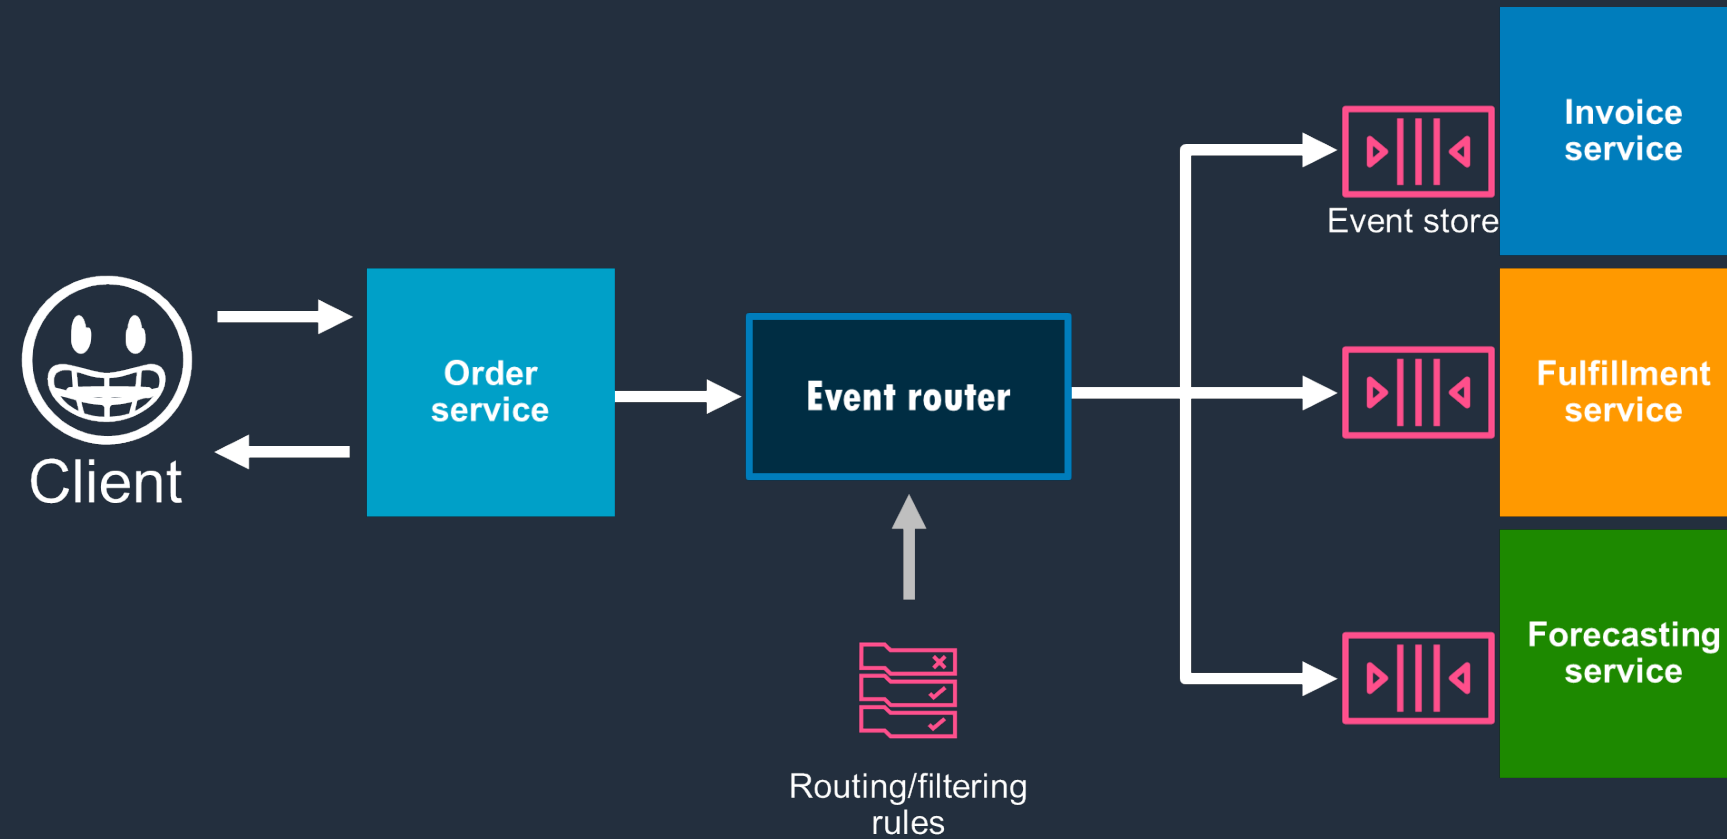 Invoice
service
Event store
Client
Order
service
Event router
Fulfillment
service
Forecasting
service
Routing/filtering
rules